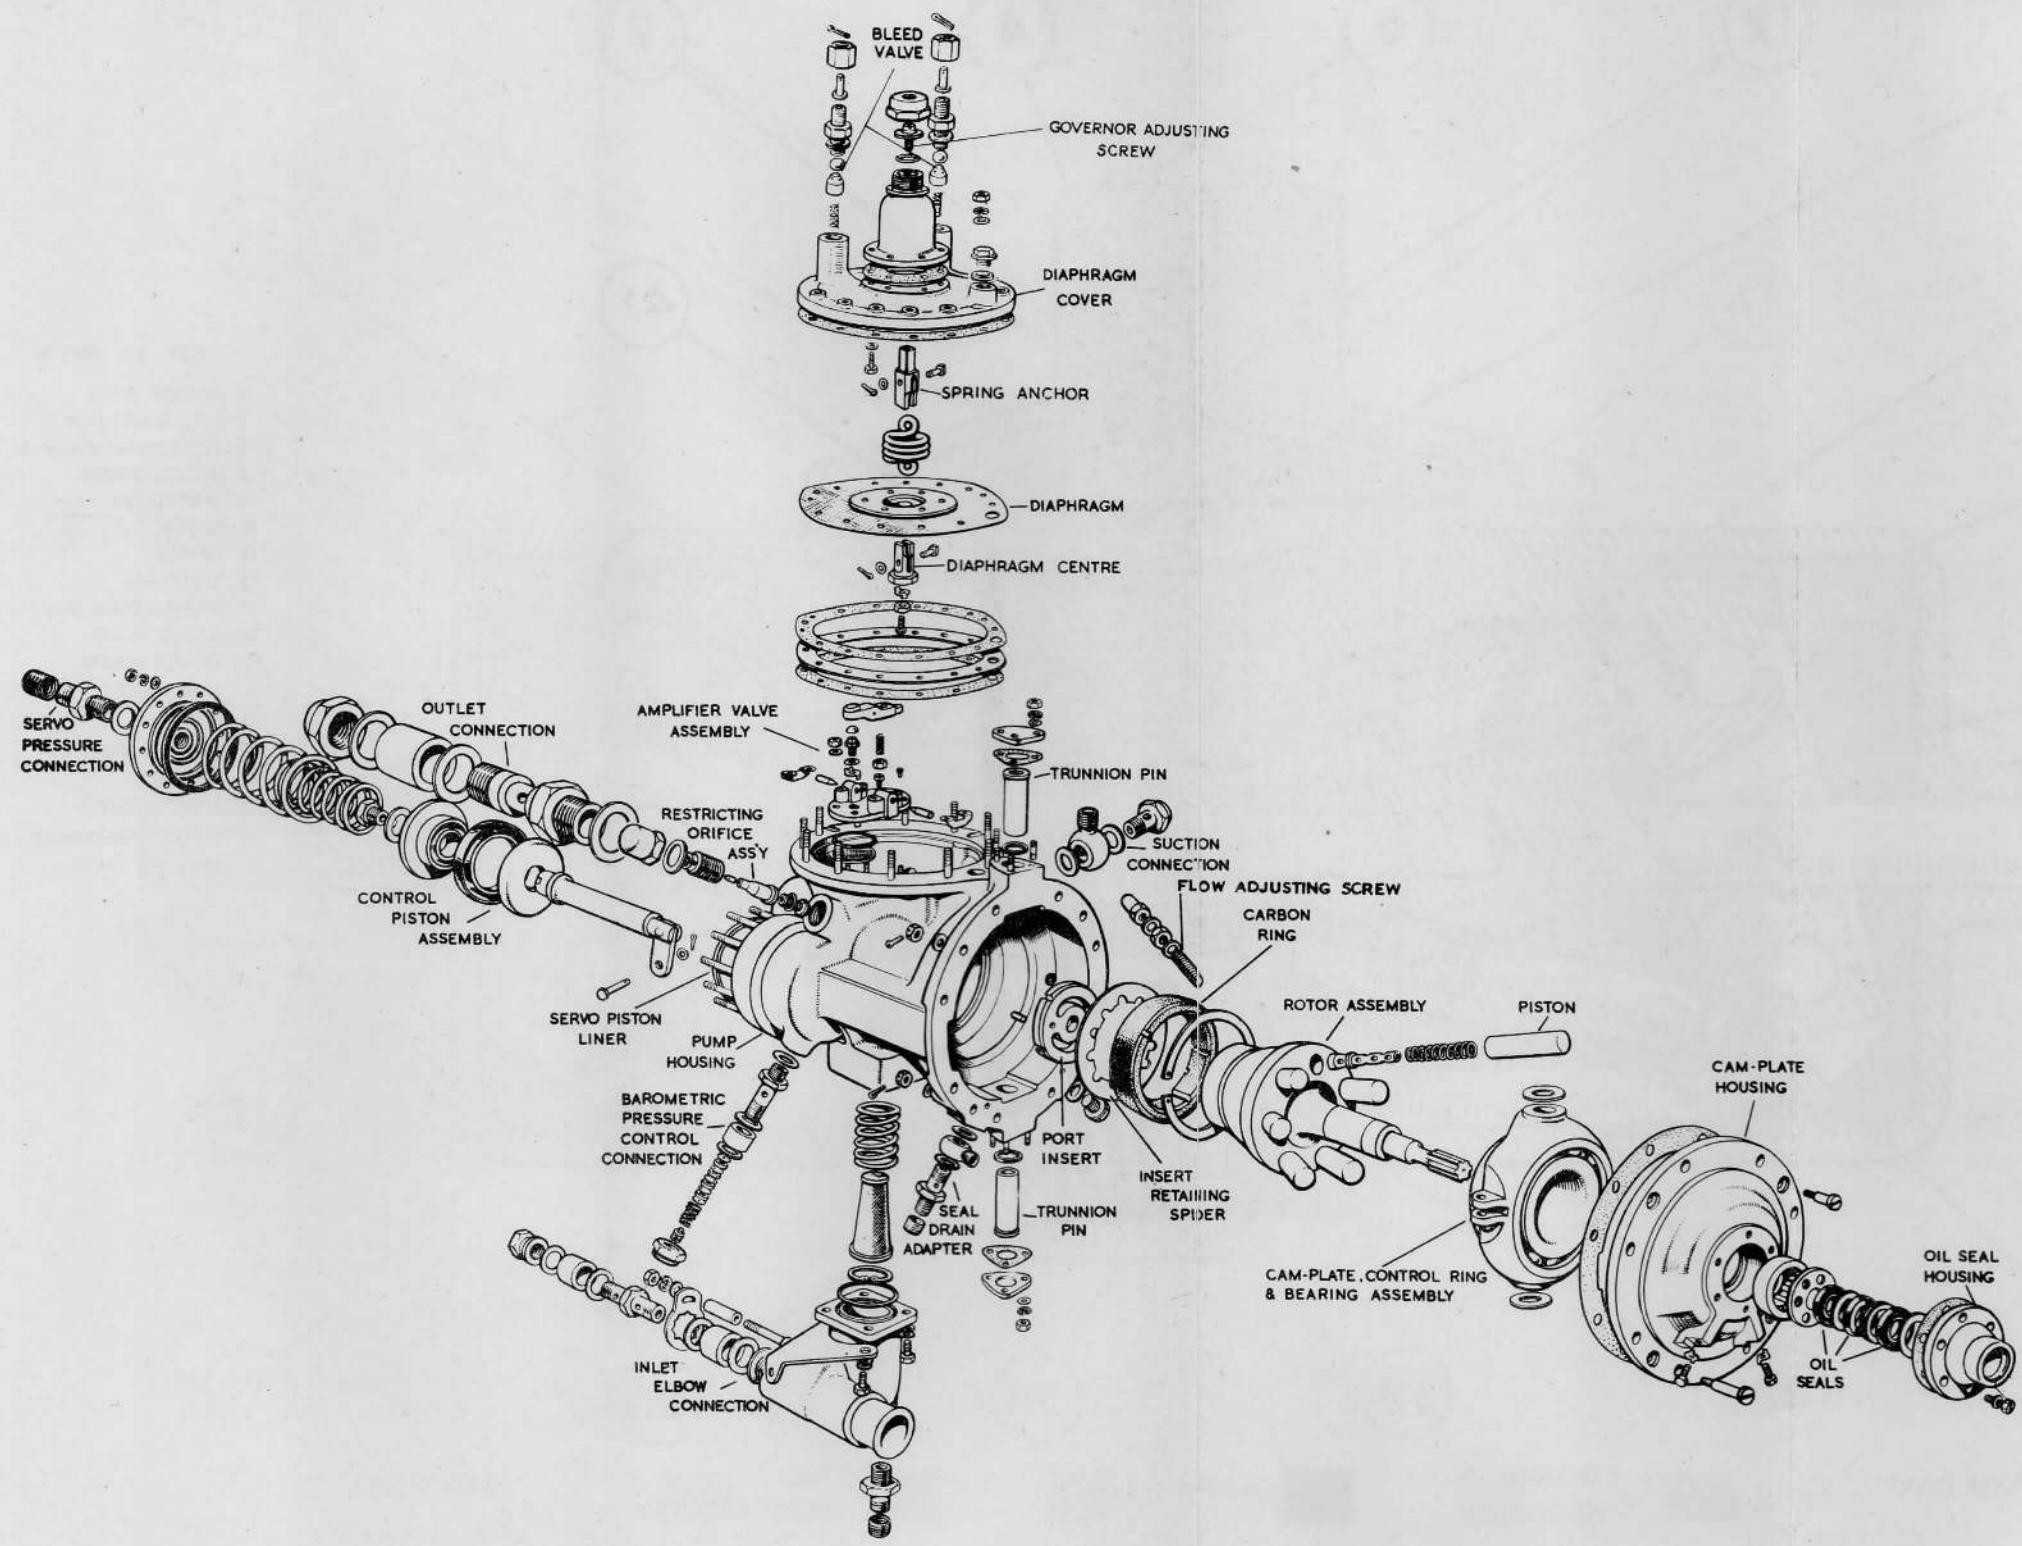 BLEED
VALVE
GOVERNOR ADJUSTING
SCREW
DIAPHRAGM
COVER
SPRING ANCHOR
DIAPHRAGM
DIAPHRAGM CENTRE
SERVO
PRESSURE
CONNECTION
OUTLET
CONNECTION
AMPLIFIER VALVE
ASSEMBLY
TRUNNION PIN
RESTRICTING
ORIFICE
ASS'Y
SUCTION
CONNECTION
CONTROL
PISTON
ASSEMBLY
FLOW ADJUSTING SCREW
CARBON
RING
SERVO PISTON
LINER
PUMP
HOUSING
ROTOR ASSEMBLY
PISTON
CAM-PLATE
HOUSING
BAROMETRIC
PRESSURE
CONTROL
CONNECTION
PORT
INSERT
INSERT
RETAINING
SPIDER
SEAL
DRAIN
ADAPTER
TRUNNION
PIN
CAM-PLATE, CONTROL RING
& BEARING ASSEMBLY
OIL SEAL
HOUSING
OIL
SEALS
INLET
ELBOW
CONNECTION